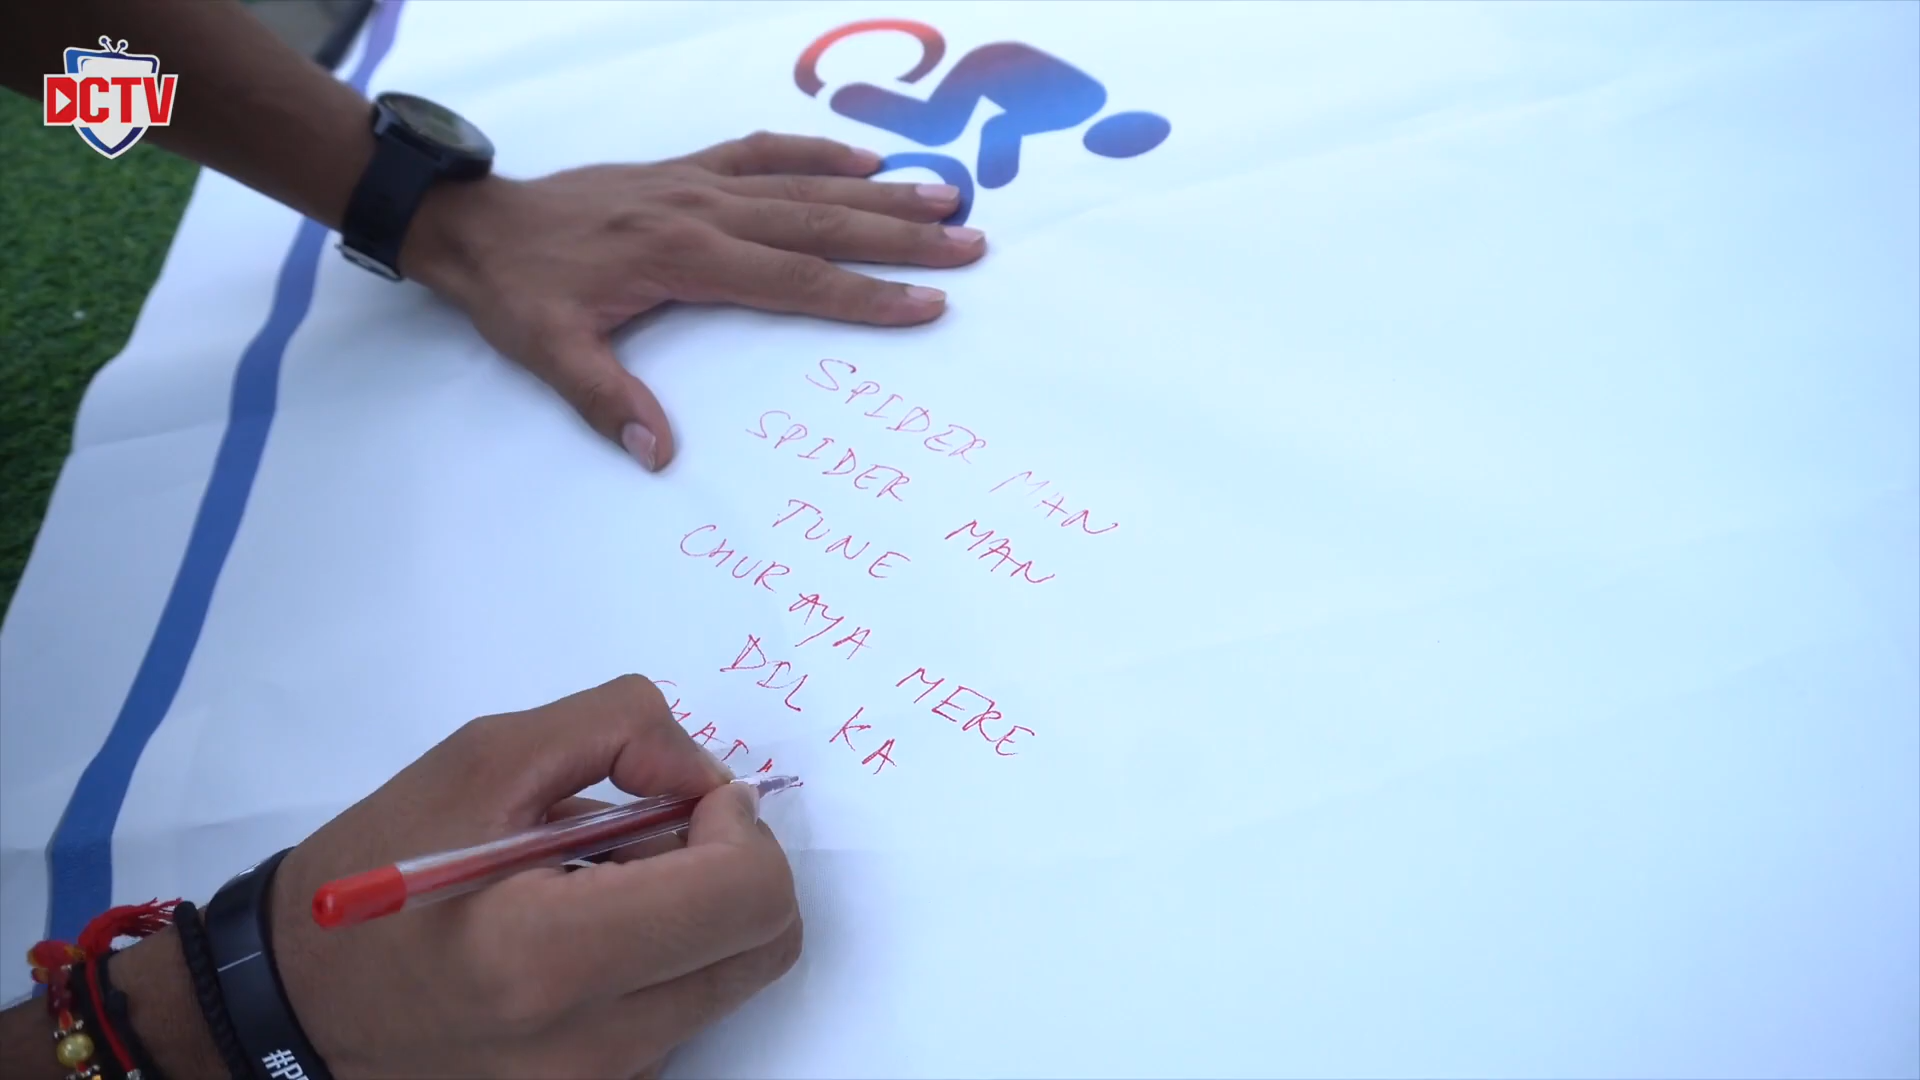 DCTV
SPIDER MAN
SPIDER MAN
TUNE
CHURAYA MERE
DIL KA